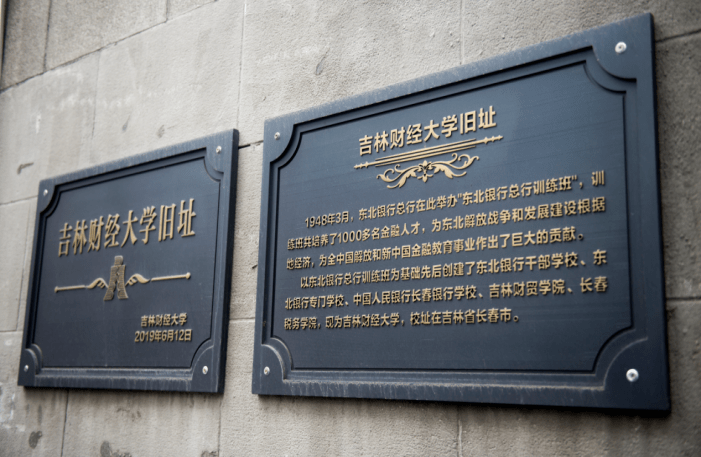 吉林财经大学旧址
吉林财经大学
2019年6月12日
吉林财经大学旧址
1948年3月，东北银行总行在此举办"东北银行总行训练班"，训
练班共培养了1000多名金融人才，为东北解放战争和发展建设根据
地经济，为全中国解放和新中国金融教育事业作出了巨大的贡献。
以东北银行总行训练班为基础先后创建了东北银行干部学校、东
北银行专门学校、中国人民银行长春银行学校、吉林财贸学院、长春
税务学院，现为吉林财经大学，校址在吉林省长春市。